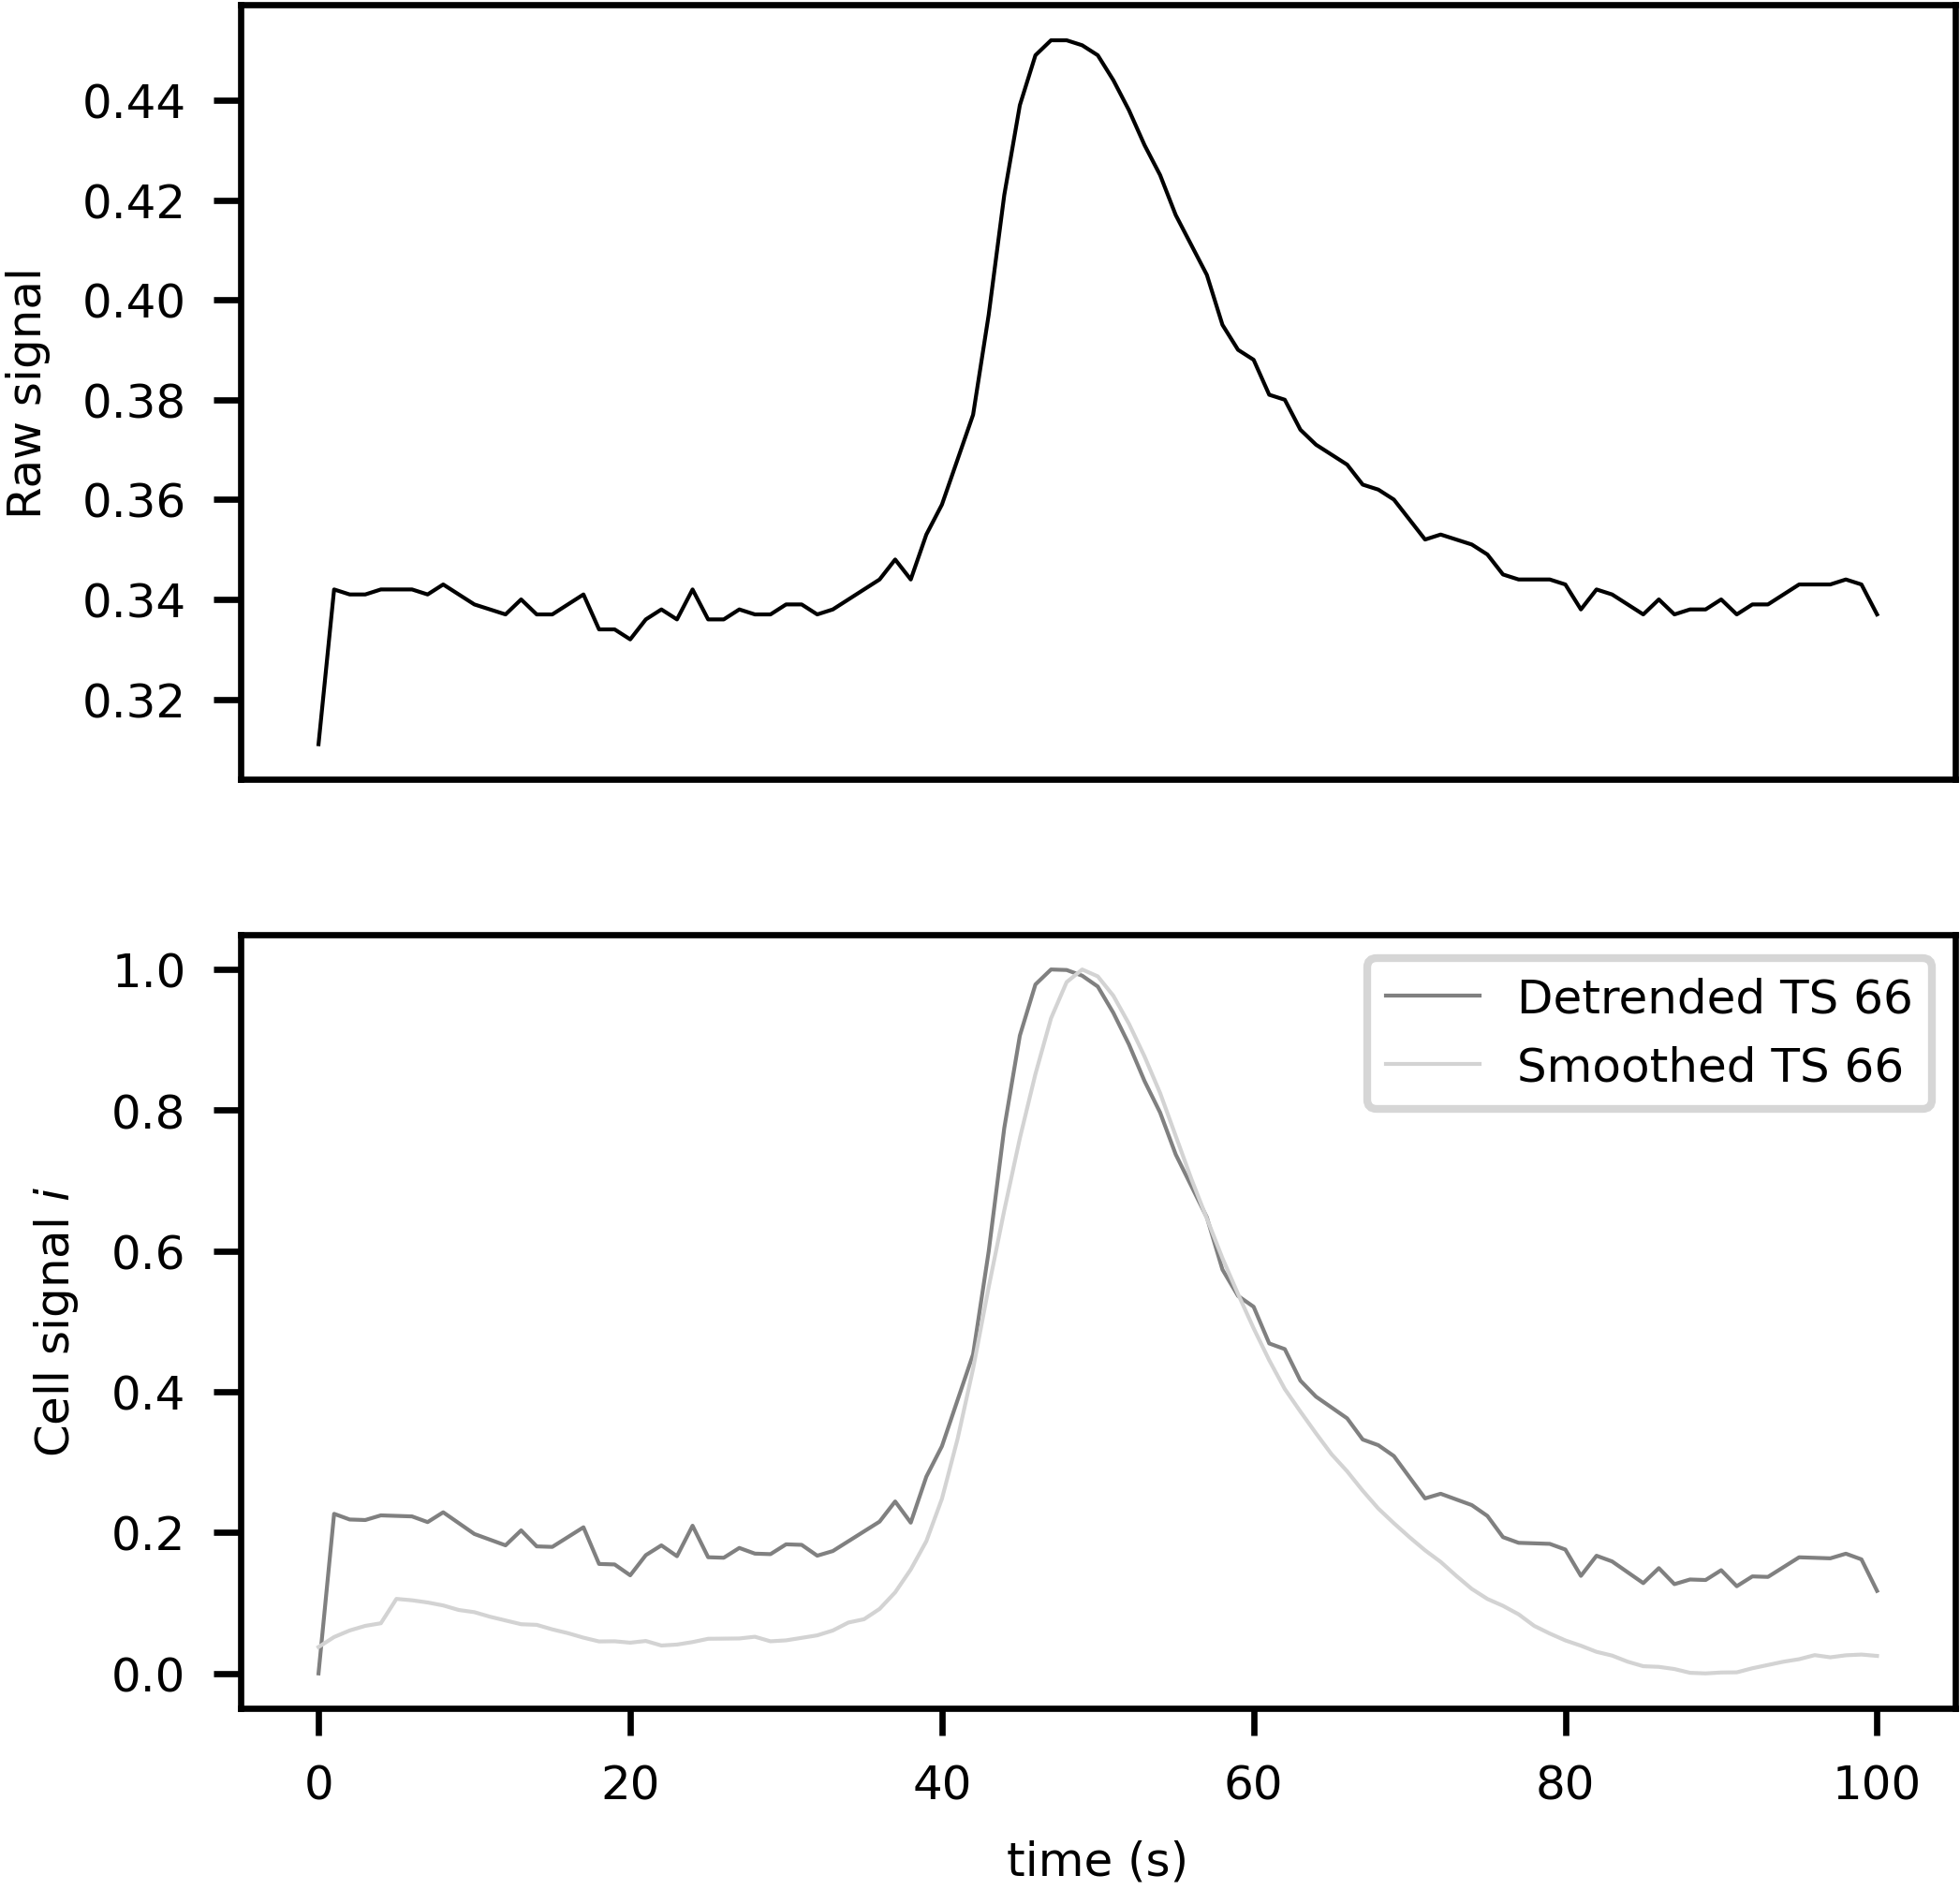 Raw signal
0.44
0.42
0.40
0.38
0.36
0.34
0.32
Cell signal i
1.0
0.8
0.6
0.4
0.2
0.0
Detrended TS 66
Smoothed TS 66
0 20 40 60 80 100
time (s)